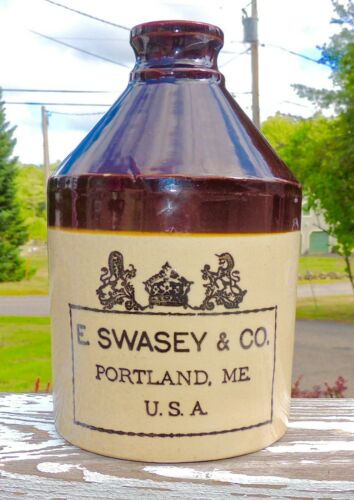 E. SWASEY & CO.
PORTLAND, ME.
U. S. A.